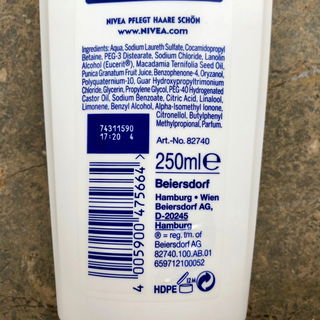 NIVEA PFLEGT HAARE SCHÖN
www.NIVEA.com
Ingredients: Aqua, Sodium Laureth Sulfate, Cocamidopropyl
Betaine, PEG-3 Distearate, Sodium Chloride, Lanolin
Alcohol (Eucerit®), Macadamia Ternifolia Seed Oil,
Punica Granatum Fruit Juice, Benzophenone-4, Oryzanol,
Polyquaternium-10, Guar Hydroxypropyltrimonium
Chloride, Glycerin, Propylene Glycol, PEG-40 Hydrogenated
Castor Oil, Sodium Benzoate, Citric Acid, Linalool,
Limonene, Benzyl Alcohol, Alpha-Isomethyl Ionone,
Citronellol, Butylphenyl
Methylpropional, Parfum.
74311590
17:20 4
Art.-No. 82740
250ml e
Beiersdorf
Hamburg • Wien
Beiersdorf AG,
D-20245
Hamburg
® = reg. tm. of
Beiersdorf AG
82740.100.AB.01
659712100052
4 005900 475664 >
HDPE
12 M